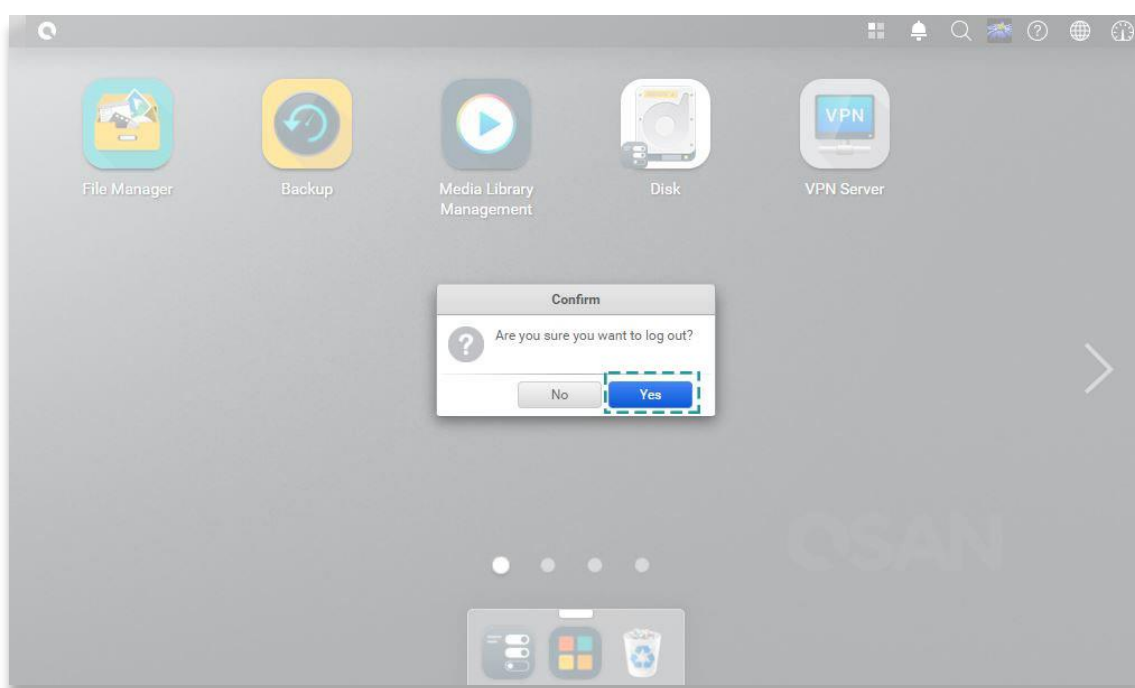 VPN
File Manager
Backup
Media Library
Management
Disk
VPN Server
Confirm
Are you sure you want to log out?
No
Yes
QSAN